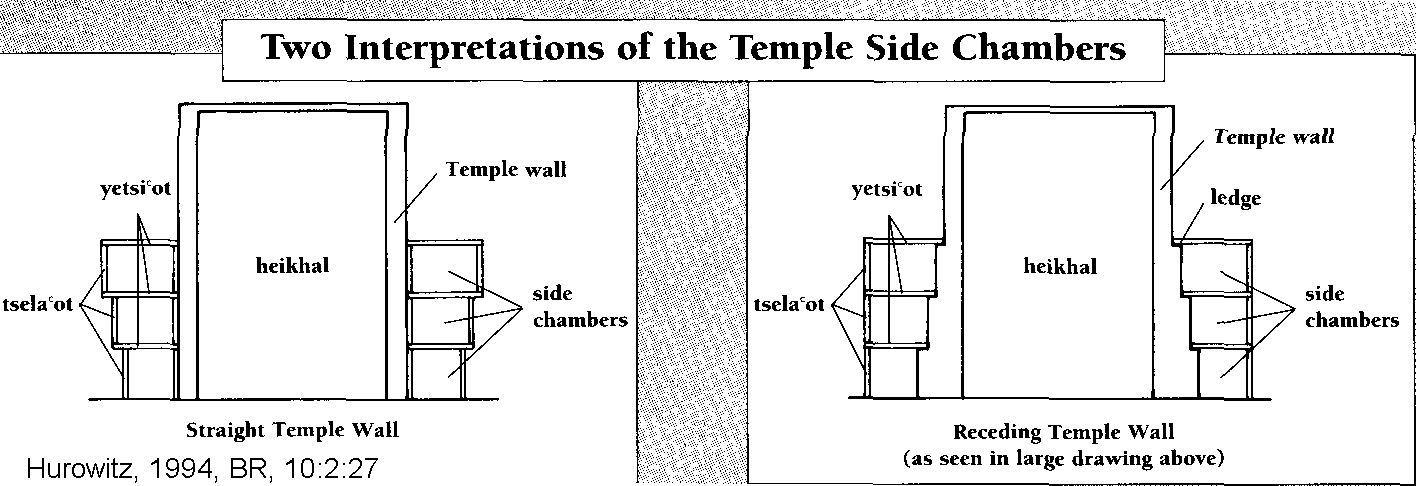 Two Interpretations of the Temple Side Chambers
yetsiᶜot
Temple wall
heikhal
tselaᶜot
side
chambers
Straight Temple Wall
Hurowitz, 1994, BR, 10:2:27
Temple wall
yetsiᶜot
ledge
heikhal
tselaᶜot
side
chambers
Receding Temple Wall
(as seen in large drawing above)